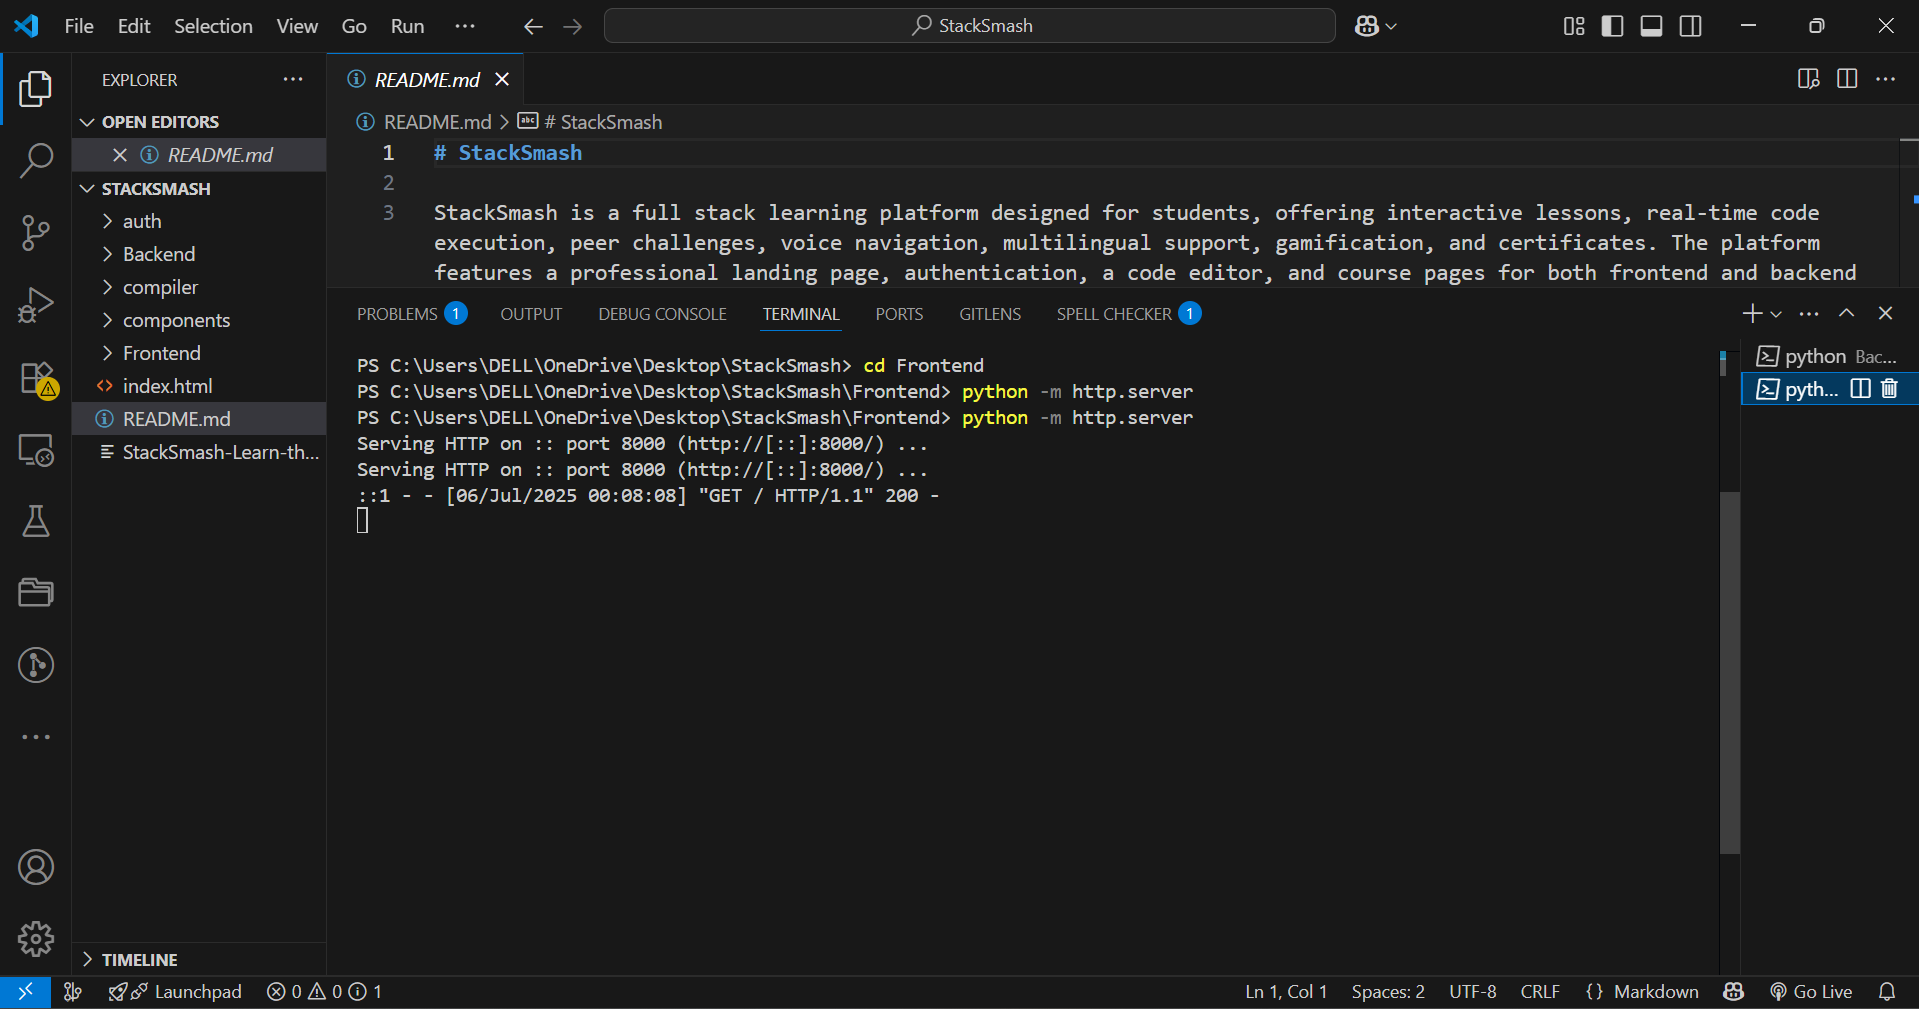 File Edit Selection View Go Run ··· StackSmash
EXPLORER ···
OPEN EDITORS
README.md
STACKSMASH
auth
Backend
compiler
components
Frontend
index.html
README.md
StackSmash-Learn-th...
TIMELINE
README.md
README.md > # StackSmash
1 # StackSmash
2
3 StackSmash is a full stack learning platform designed for students, offering interactive lessons, real-time code
execution, peer challenges, voice navigation, multilingual support, gamification, and certificates. The platform
features a professional landing page, authentication, a code editor, and course pages for both frontend and backend
PROBLEMS 1 OUTPUT DEBUG CONSOLE TERMINAL PORTS GITLENS SPELL CHECKER 1
PS C:\Users\DELL\OneDrive\Desktop\StackSmash> cd Frontend
PS C:\Users\DELL\OneDrive\Desktop\StackSmash\Frontend> python -m http.server
PS C:\Users\DELL\OneDrive\Desktop\StackSmash\Frontend> python -m http.server
Serving HTTP on :: port 8000 (http://[::]:8000/) ...
Serving HTTP on :: port 8000 (http://[::]:8000/) ...
::1 - - [06/Jul/2025 00:08:08] "GET / HTTP/1.1" 200 -
python Bac...
pyth...
Launchpad 0 0 1 Ln 1, Col 1 Spaces: 2 UTF-8 CRLF {} Markdown Go Live